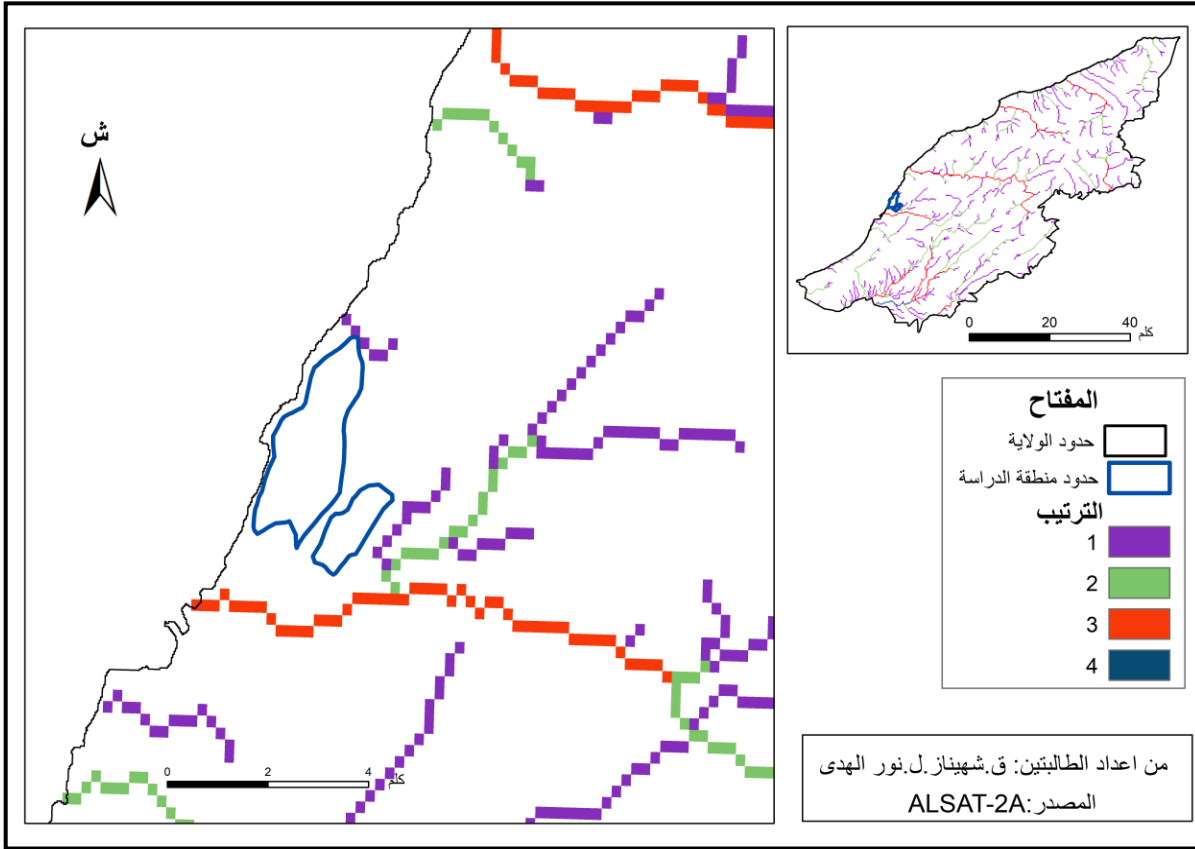 ش
0 2 4
كلم
0 20 40
كلم
المفتاح
حدود الولاية
حدود منطقة الدراسة
الترتيب
1
2
3
4
من اعداد الطالبتين: ق.شهيناز.ل.نور الهدى
المصدر:ALSAT-2A